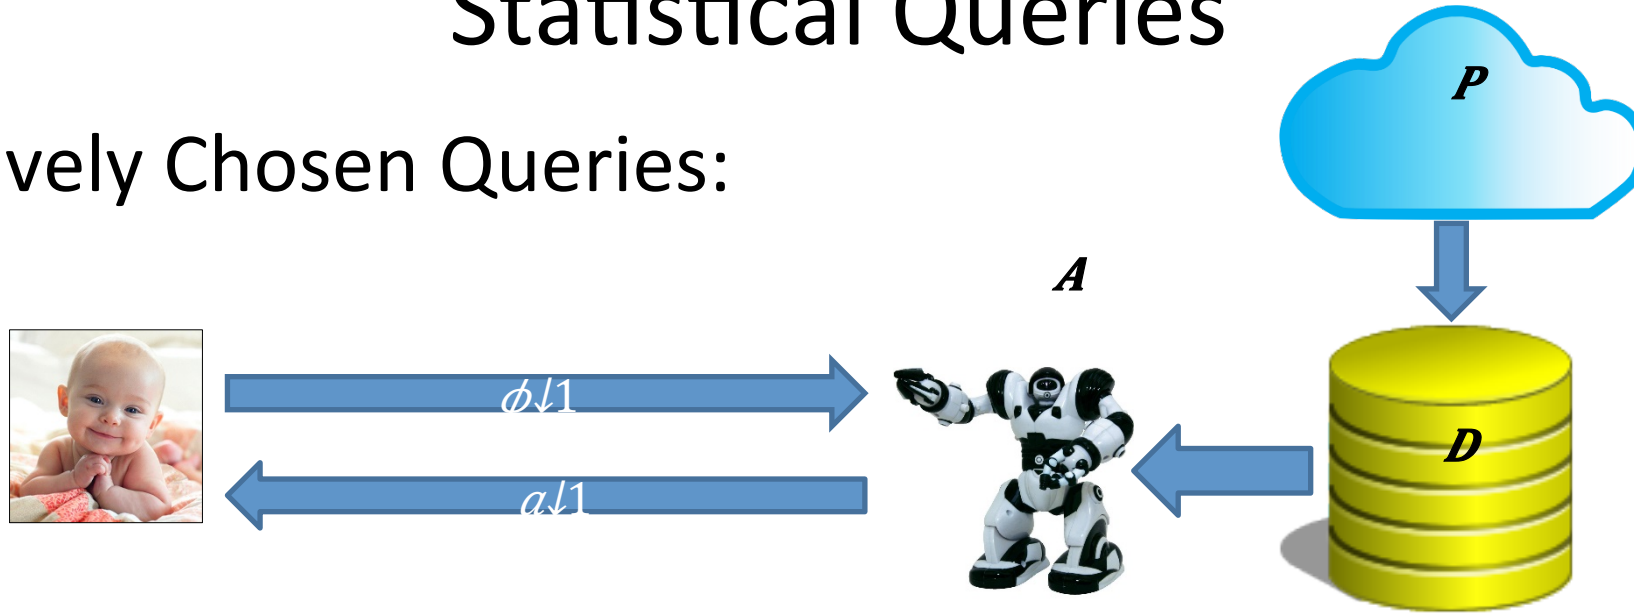 Statistical Queries
P
vely Chosen Queries:
A
ϕ↓1
D
a↓1